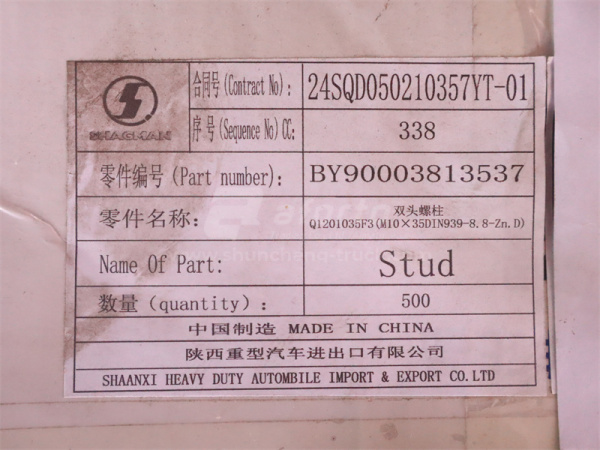 SHACMAN
合同号(Contract No): 24SQD050210357YT-01
序号(Sequence No)CC: 338
零件编号(Part number): BY90003813537
零件名称: 双头螺柱
Q1201035F3(M10×35DIN939-8.8-Zn.D)
Name Of Part: Stud
数量(quantity): 500
中国制造 MADE IN CHINA
陕西重型汽车进出口有限公司
SHAANXI HEAVY DUTY AUTOMBILE IMPORT & EXPORT CO.LTD